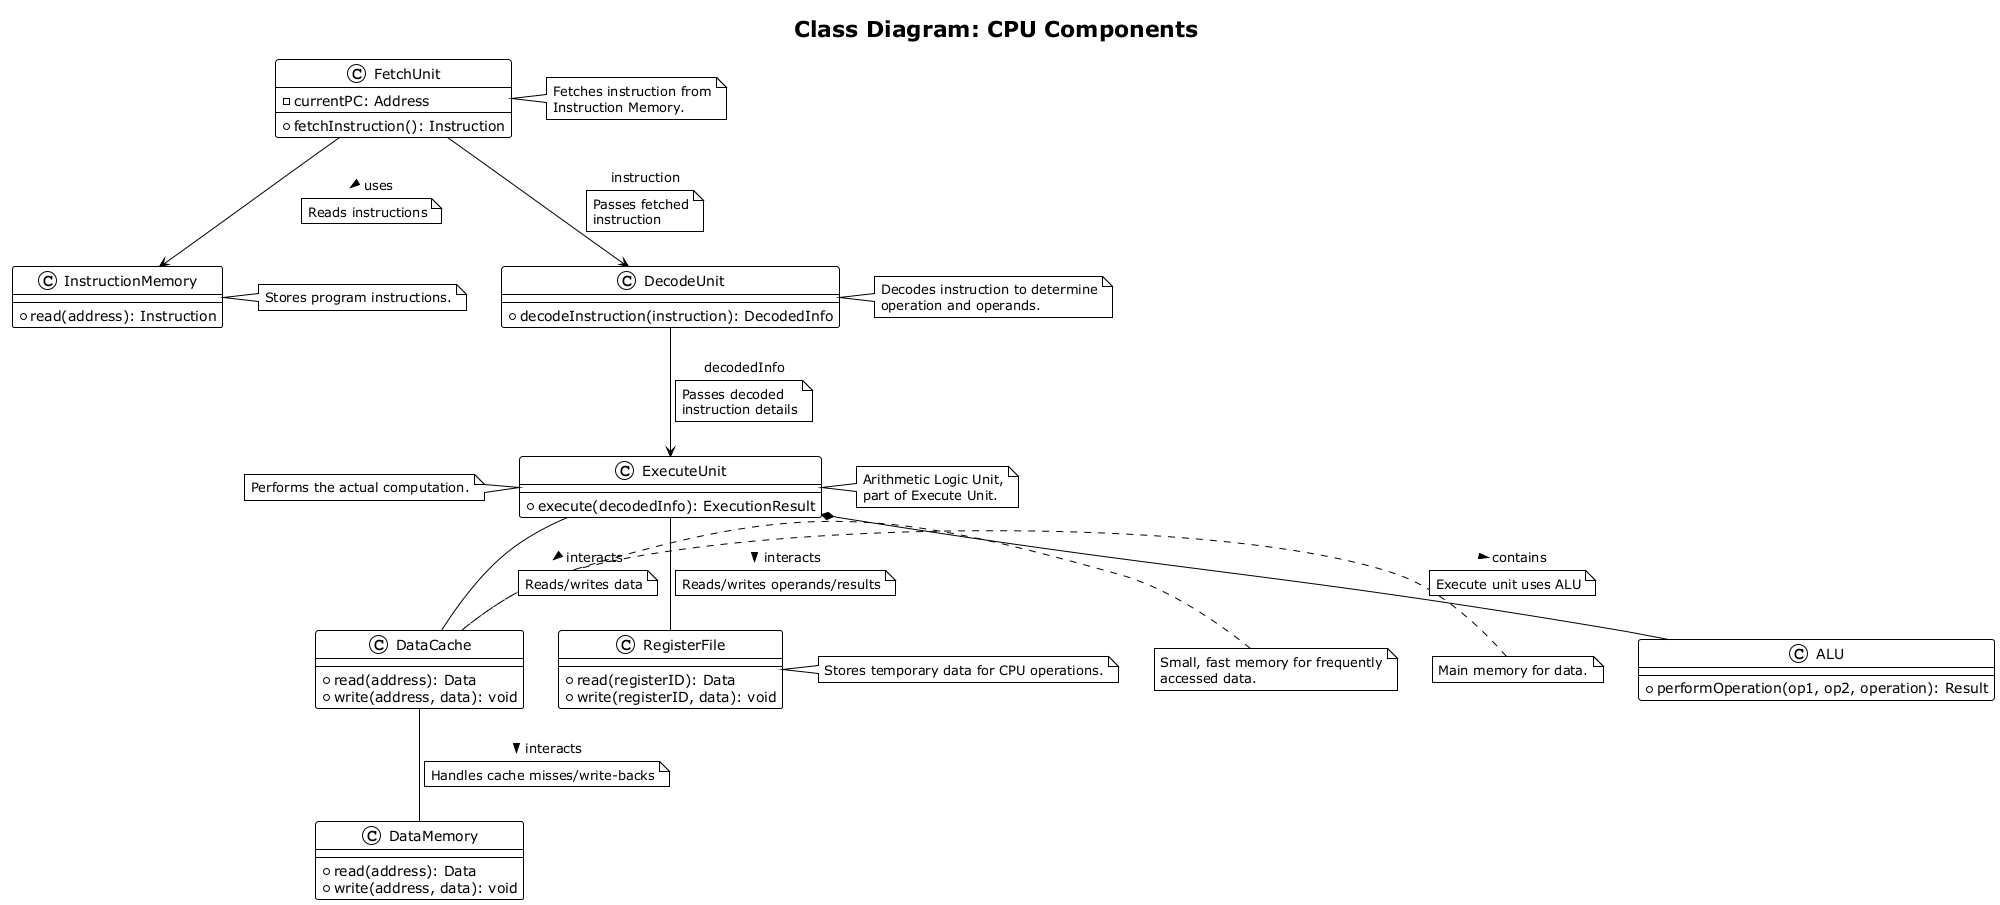 Class Diagram: CPU Components
C FetchUnit
currentPC: Address
fetchInstruction(): Instruction
Fetches instruction from
Instruction Memory.
uses
Reads instructions
instruction
Passes fetched
instruction
C InstructionMemory
read(address): Instruction
Stores program instructions.
C DecodeUnit
decodeInstruction(instruction): DecodedInfo
Decodes instruction to determine
operation and operands.
decodedInfo
Passes decoded
instruction details
Performs the actual computation.
C ExecuteUnit
execute(decodedInfo): ExecutionResult
Arithmetic Logic Unit,
part of Execute Unit.
interacts
Reads/writes data
interacts
Reads/writes operands/results
contains
Execute unit uses ALU
C DataCache
read(address): Data
write(address, data): void
C RegisterFile
read(registerID): Data
write(registerID, data): void
Stores temporary data for CPU operations.
Small, fast memory for frequently
accessed data.
Main memory for data.
C ALU
performOperation(op1, op2, operation): Result
interacts
Handles cache misses/write-backs
C DataMemory
read(address): Data
write(address, data): void